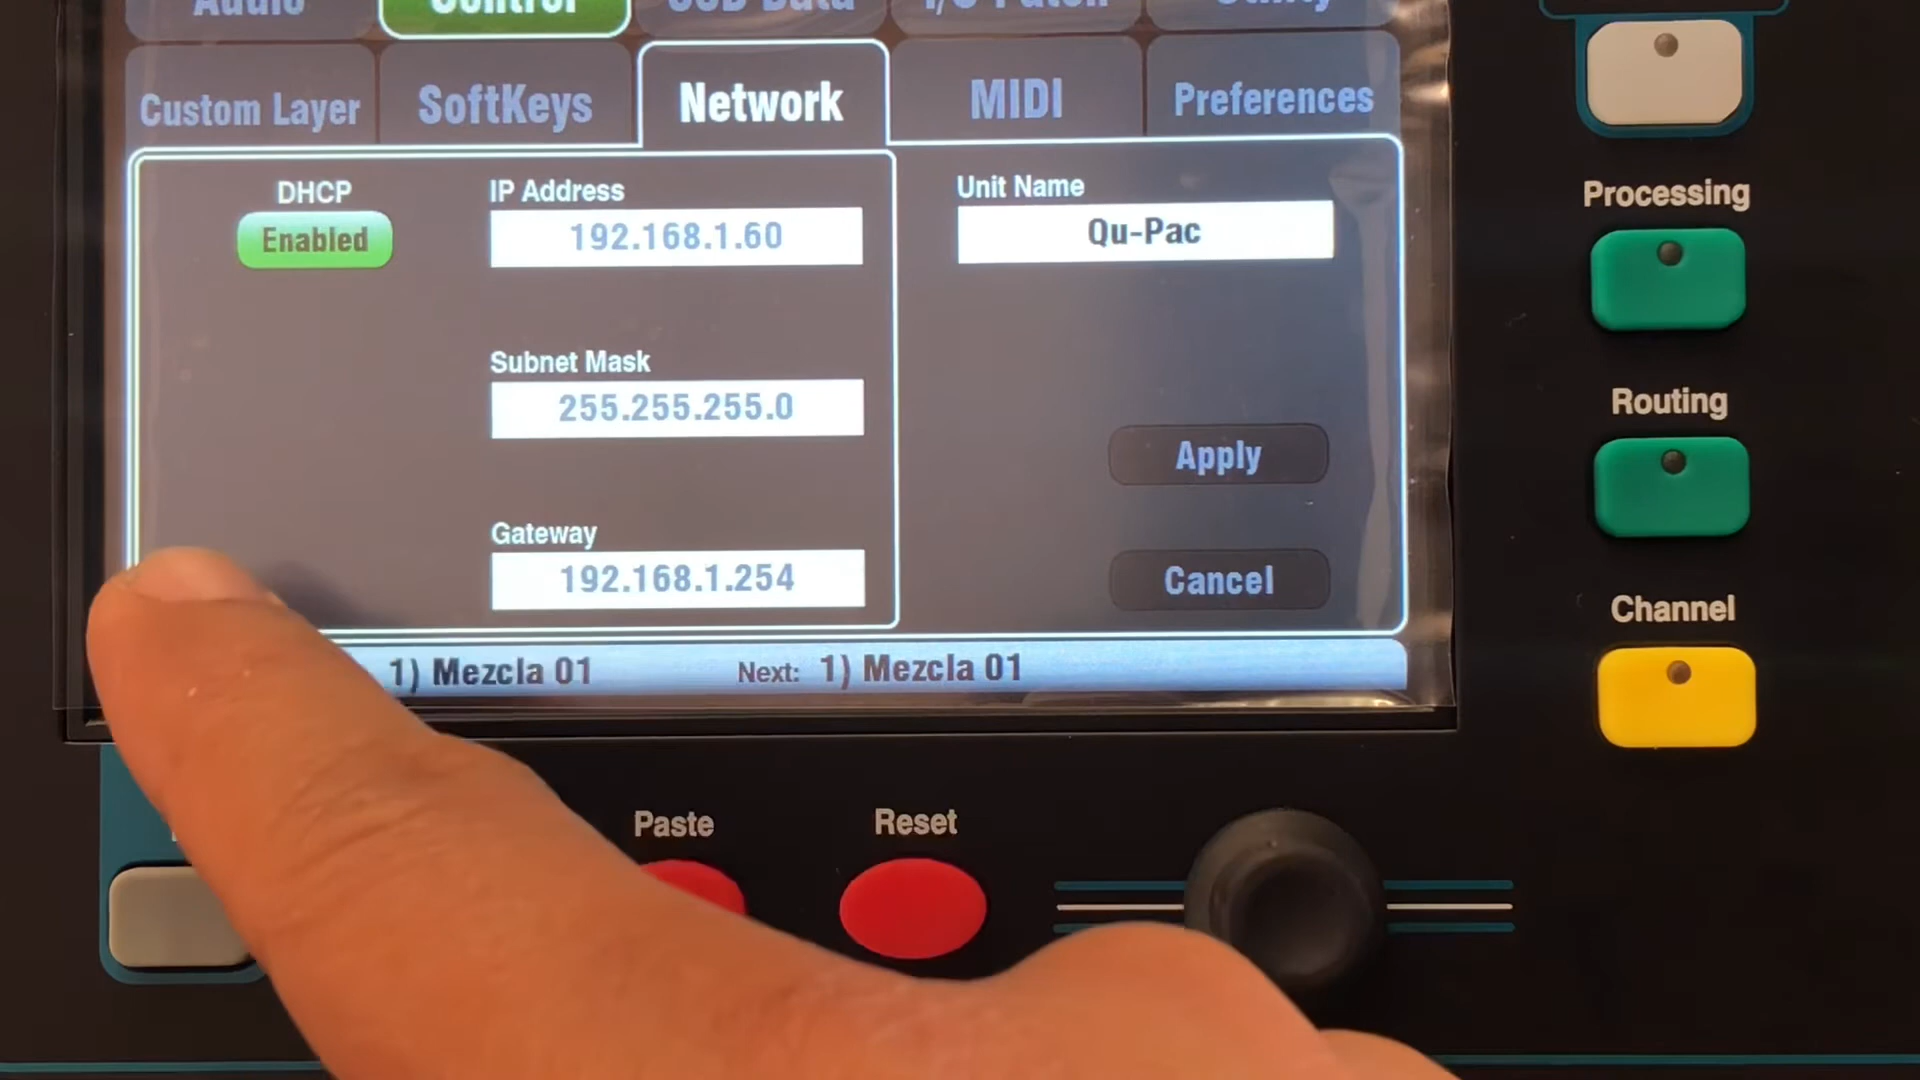 Audio Control USB Data I/O Patch Utility
Custom Layer SoftKeys Network MIDI Preferences
DHCP
Enabled
IP Address
192.168.1.60
Unit Name
Qu-Pac
Subnet Mask
255.255.255.0
Gateway
192.168.1.254
Apply
Cancel
1) Mezcla 01 Next: 1) Mezcla 01
Processing
Routing
Channel
Paste
Reset